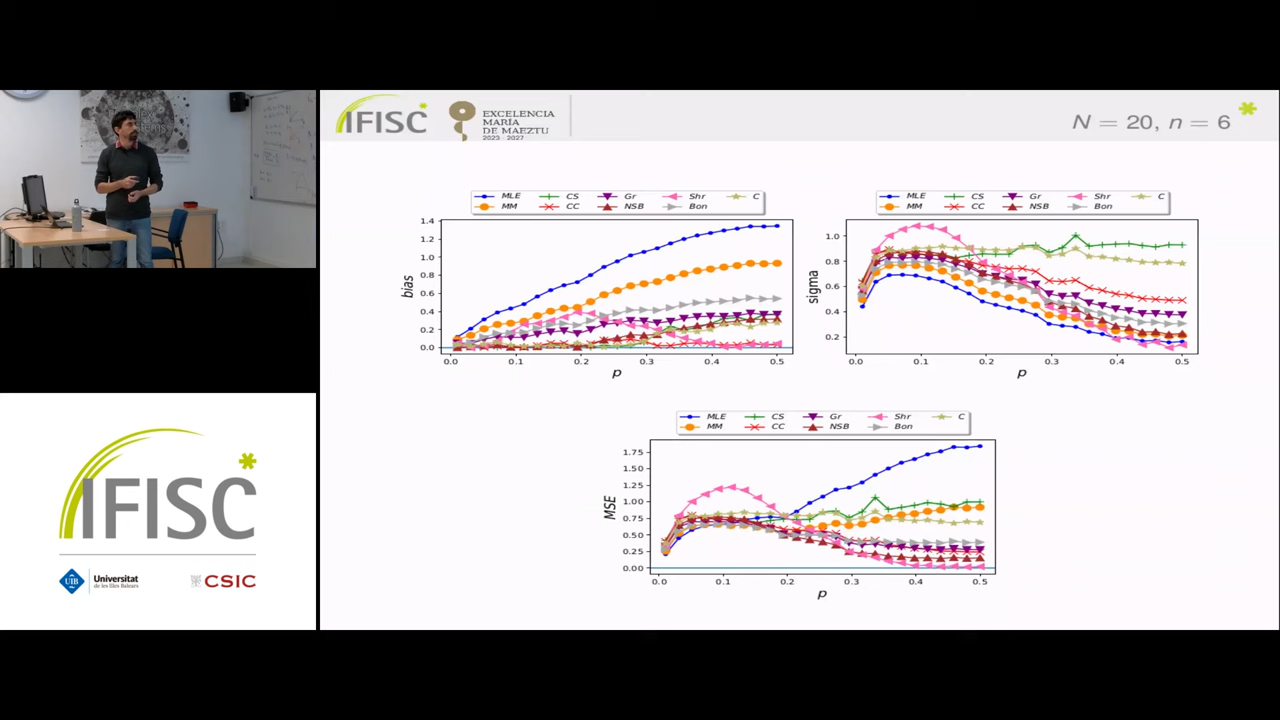 IFISC
EXCELENCIA
MARÍA
DE MAEZTU
2023 - 2027
N = 20, n = 6
MLE CS Gr Shr C
MM CC NSB Bon
1.4
1.2
1.0
0.8
0.6
0.4
0.2
0.0
bias
0.0 0.1 0.2 0.3 0.4 0.5
p
MLE CS Gr Shr C
MM CC NSB Bon
1.0
0.8
0.6
0.4
0.2
sigma
0.0 0.1 0.2 0.3 0.4 0.5
p
MLE CS Gr Shr C
MM CC NSB Bon
1.75
1.50
1.25
1.00
0.75
0.50
0.25
0.00
MSE
0.0 0.1 0.2 0.3 0.4 0.5
p
IFISC
UIB
Universitat
de les Illes Balears
CSIC